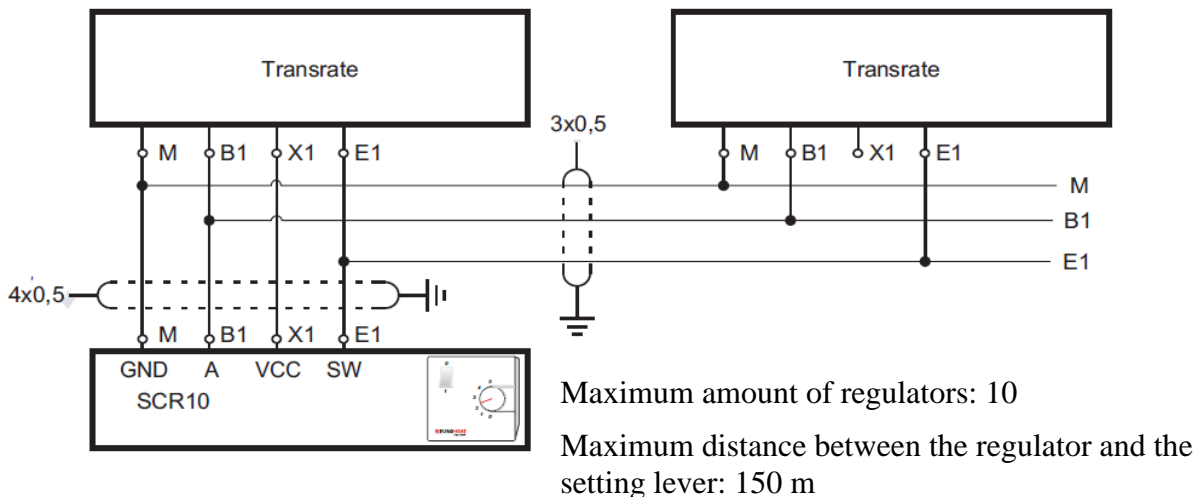 Transrate
Transrate
3x0,5
M B1 X1 E1
M B1 X1 E1
M
B1
E1
4x0,5
M B1 X1 E1
GND A VCC SW
SCR10
Maximum amount of regulators: 10
Maximum distance between the regulator and the
setting lever: 150 m